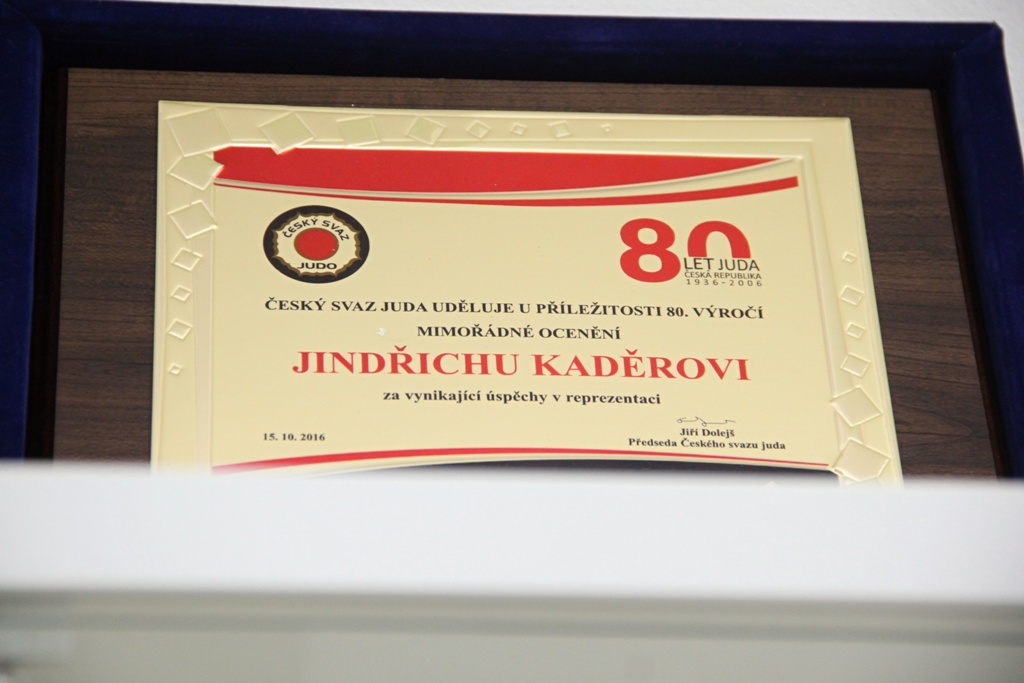 ČESKÝ SVAZ
JUDO
80
LET JUDA
ČESKÁ REPUBLIKA
1936-2006
ČESKÝ SVAZ JUDA UDĚLUJE U PŘÍLEŽITOSTI 80. VÝROČÍ
MIMOŘÁDNÉ OCENĚNÍ
JINDŘICHU KADĚROVI
za vynikající úspěchy v reprezentaci
15. 10. 2016
Jiří Dolejš
Předseda Českého svazu juda